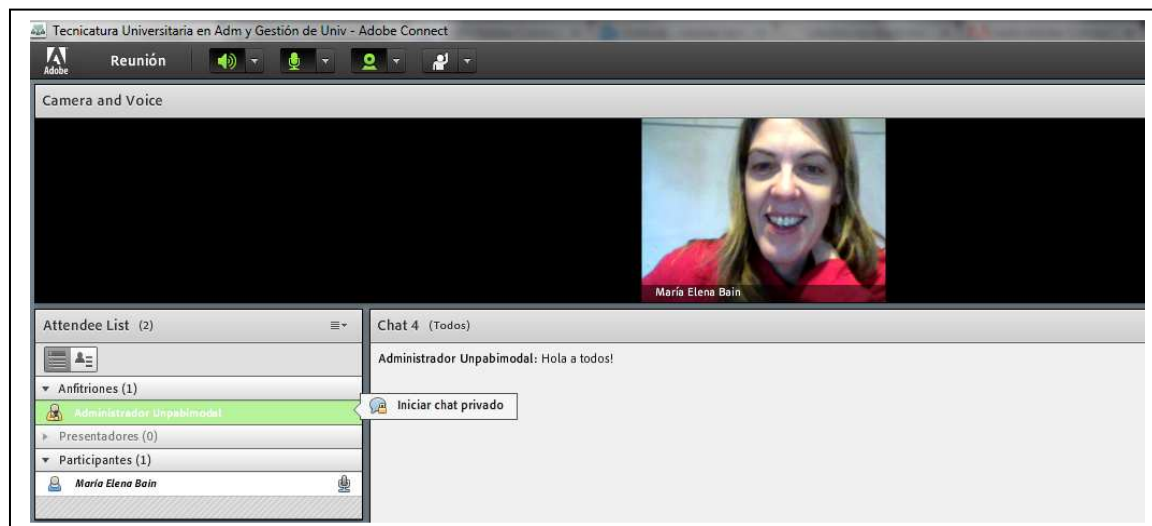 Tecnicatura Universitaria en Adm y Gestión de Univ - Adobe Connect
Adobe
Reunión
Camera and Voice
María Elena Bain
Attendee List (2)
Chat 4 (Todos)
Administrador Unpabimodal: Hola a todos!
Anfitriones (1)
Administrador Unpabimodal
Iniciar chat privado
Presentadores (0)
Participantes (1)
María Elena Bain